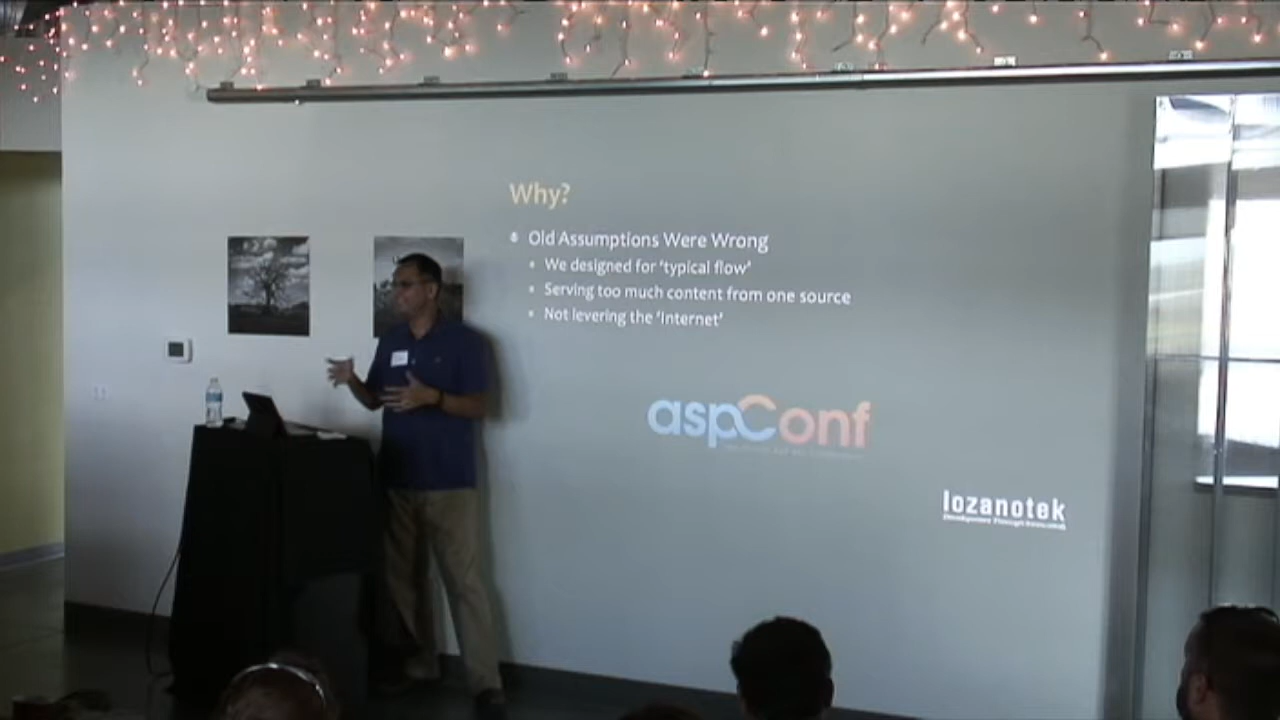 Why?
Old Assumptions Were Wrong
We designed for 'typical flow'
Serving too much content from one source
Not levering the 'Internet'
aspConf
lozanotek